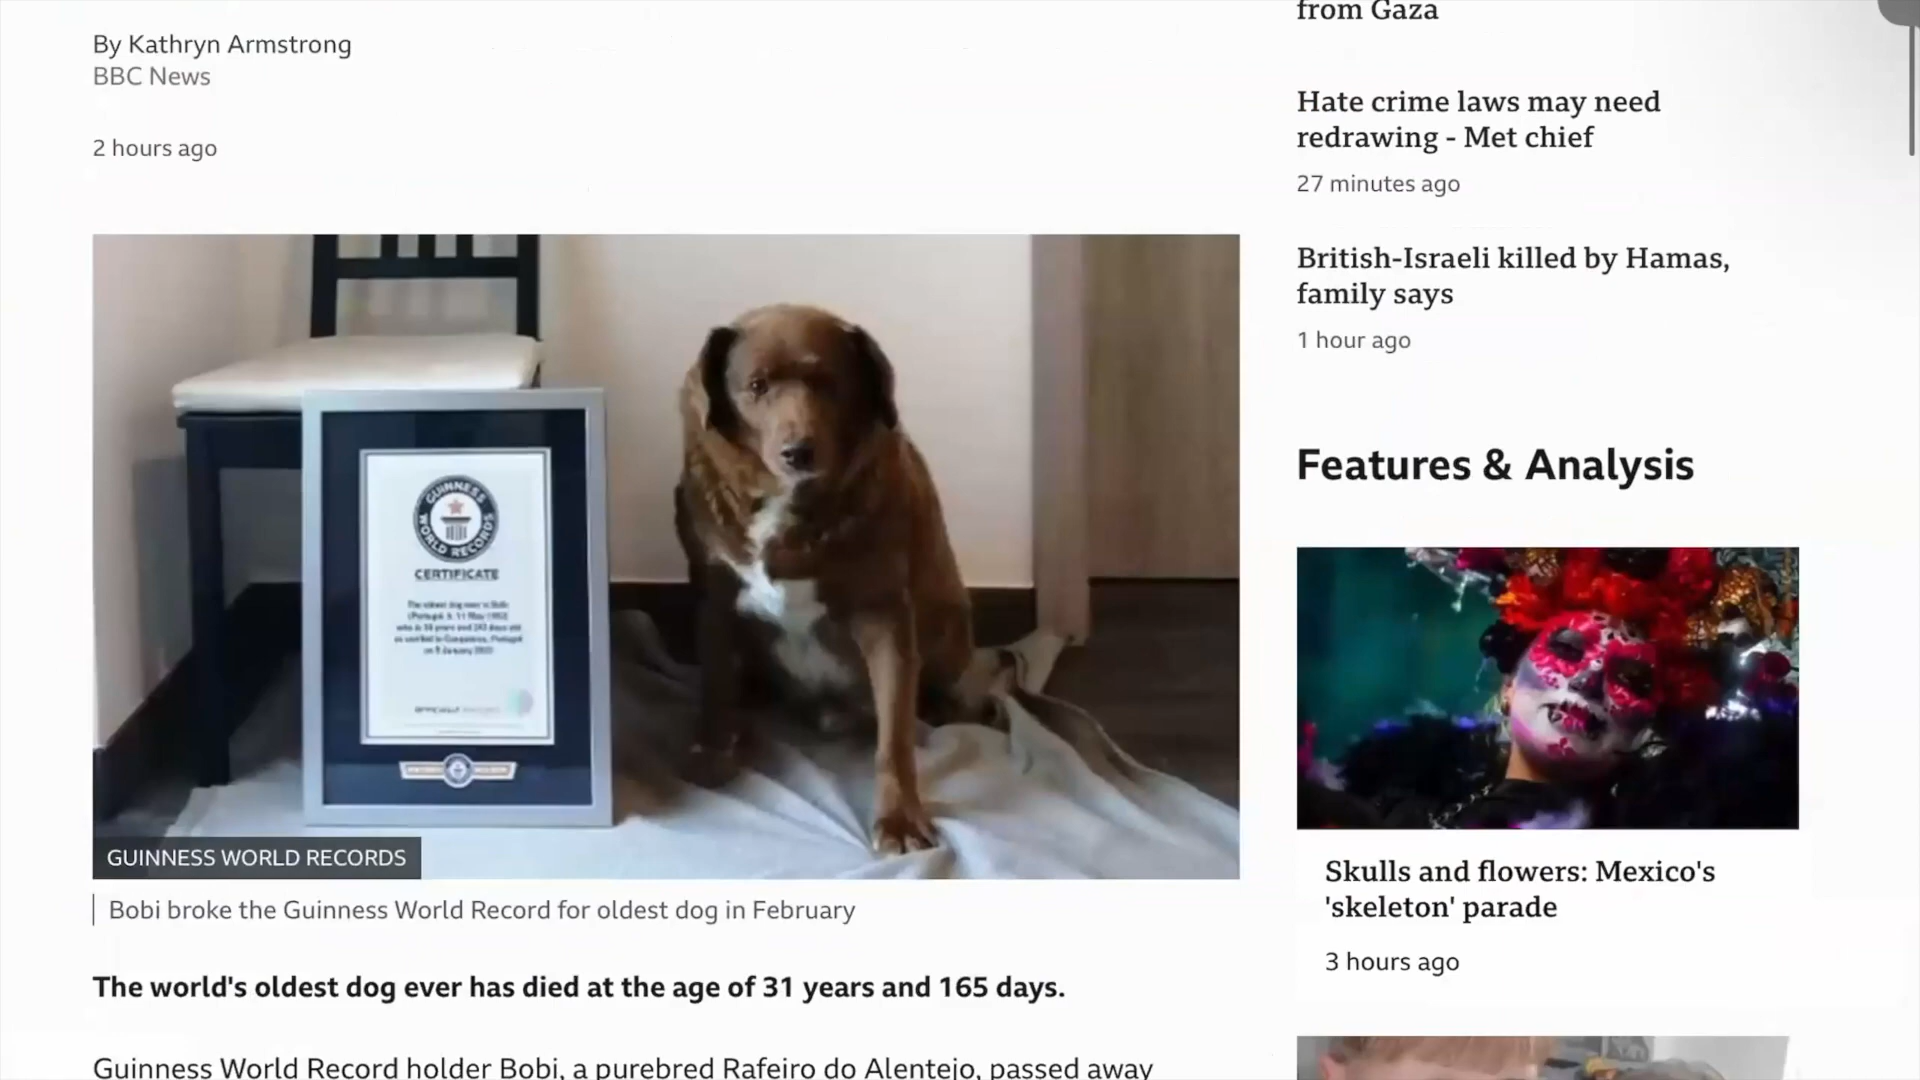 By Kathryn Armstrong
BBC News
2 hours ago
GUINNESS WORLD RECORDS
CERTIFICATE
GUINNESS WORLD RECORDS
Bobi broke the Guinness World Record for oldest dog in February
The world's oldest dog ever has died at the age of 31 years and 165 days.
Guinness World Record holder Bobi, a purebred Rafeiro do Alentejo, passed away
from Gaza
Hate crime laws may need
redrawing - Met chief
27 minutes ago
British-Israeli killed by Hamas,
family says
1 hour ago
Features & Analysis
Skulls and flowers: Mexico's
'skeleton' parade
3 hours ago